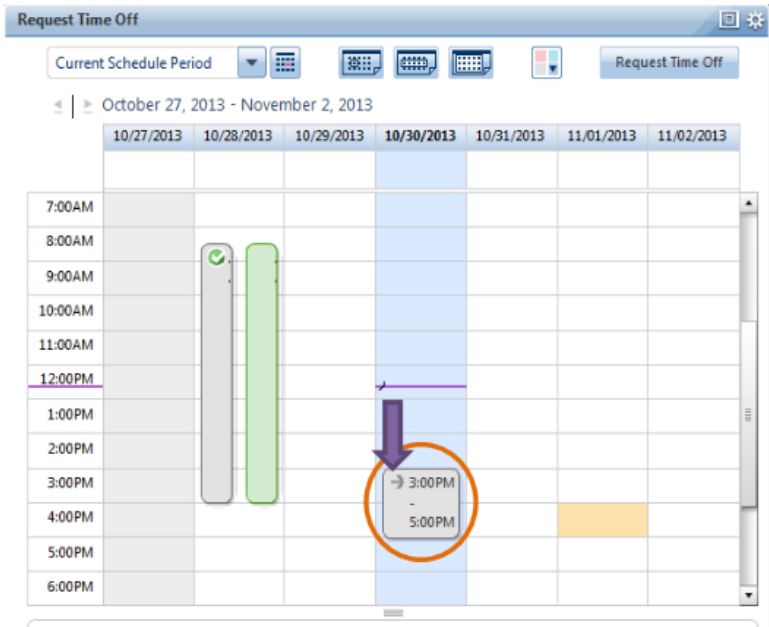 Request Time Off
Current Schedule Period
Request Time Off
October 27, 2013 - November 2, 2013
10/27/2013 10/28/2013 10/29/2013 10/30/2013 10/31/2013 11/01/2013 11/02/2013
7:00AM
8:00AM
9:00AM
10:00AM
11:00AM
12:00PM
1:00PM
2:00PM
3:00PM
3:00PM
-
4:00PM
5:00PM
5:00PM
6:00PM